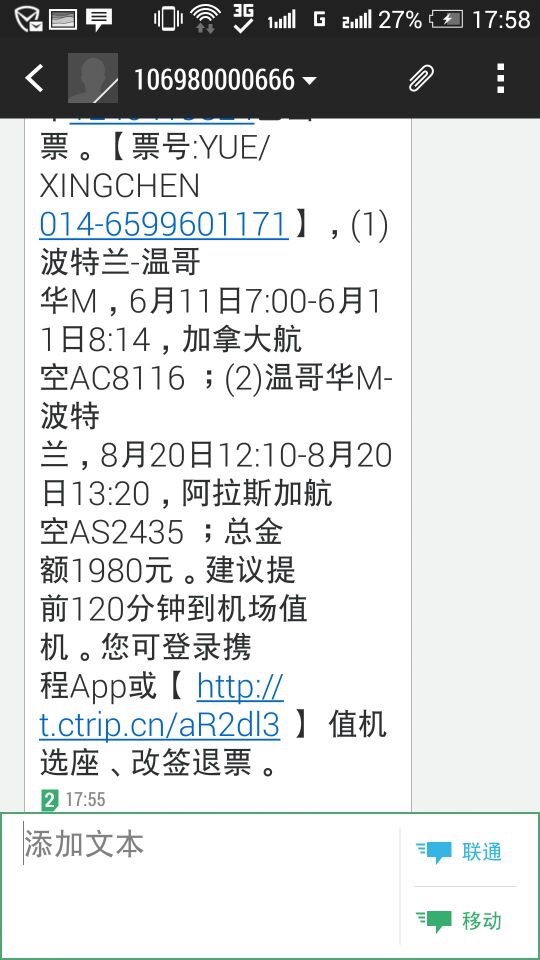 3G
1
G
2
27%
17:58
106980000666
票。【票号:YUE/
XINGCHEN
014-6599601171】，(1)
波特兰-温哥
华M，6月11日7:00-6月1
1日8:14，加拿大航
空AC8116 ；(2)温哥华M-
波特
兰，8月20日12:10-8月20
日13:20，阿拉斯加航
空AS2435 ；总金
额1980元。建议提
前120分钟到机场值
机。您可登录携
程App或【 http://
t.ctrip.cn/aR2dl3 】 值机
选座、改签退票。
2 17:55
添加文本
联通
移动